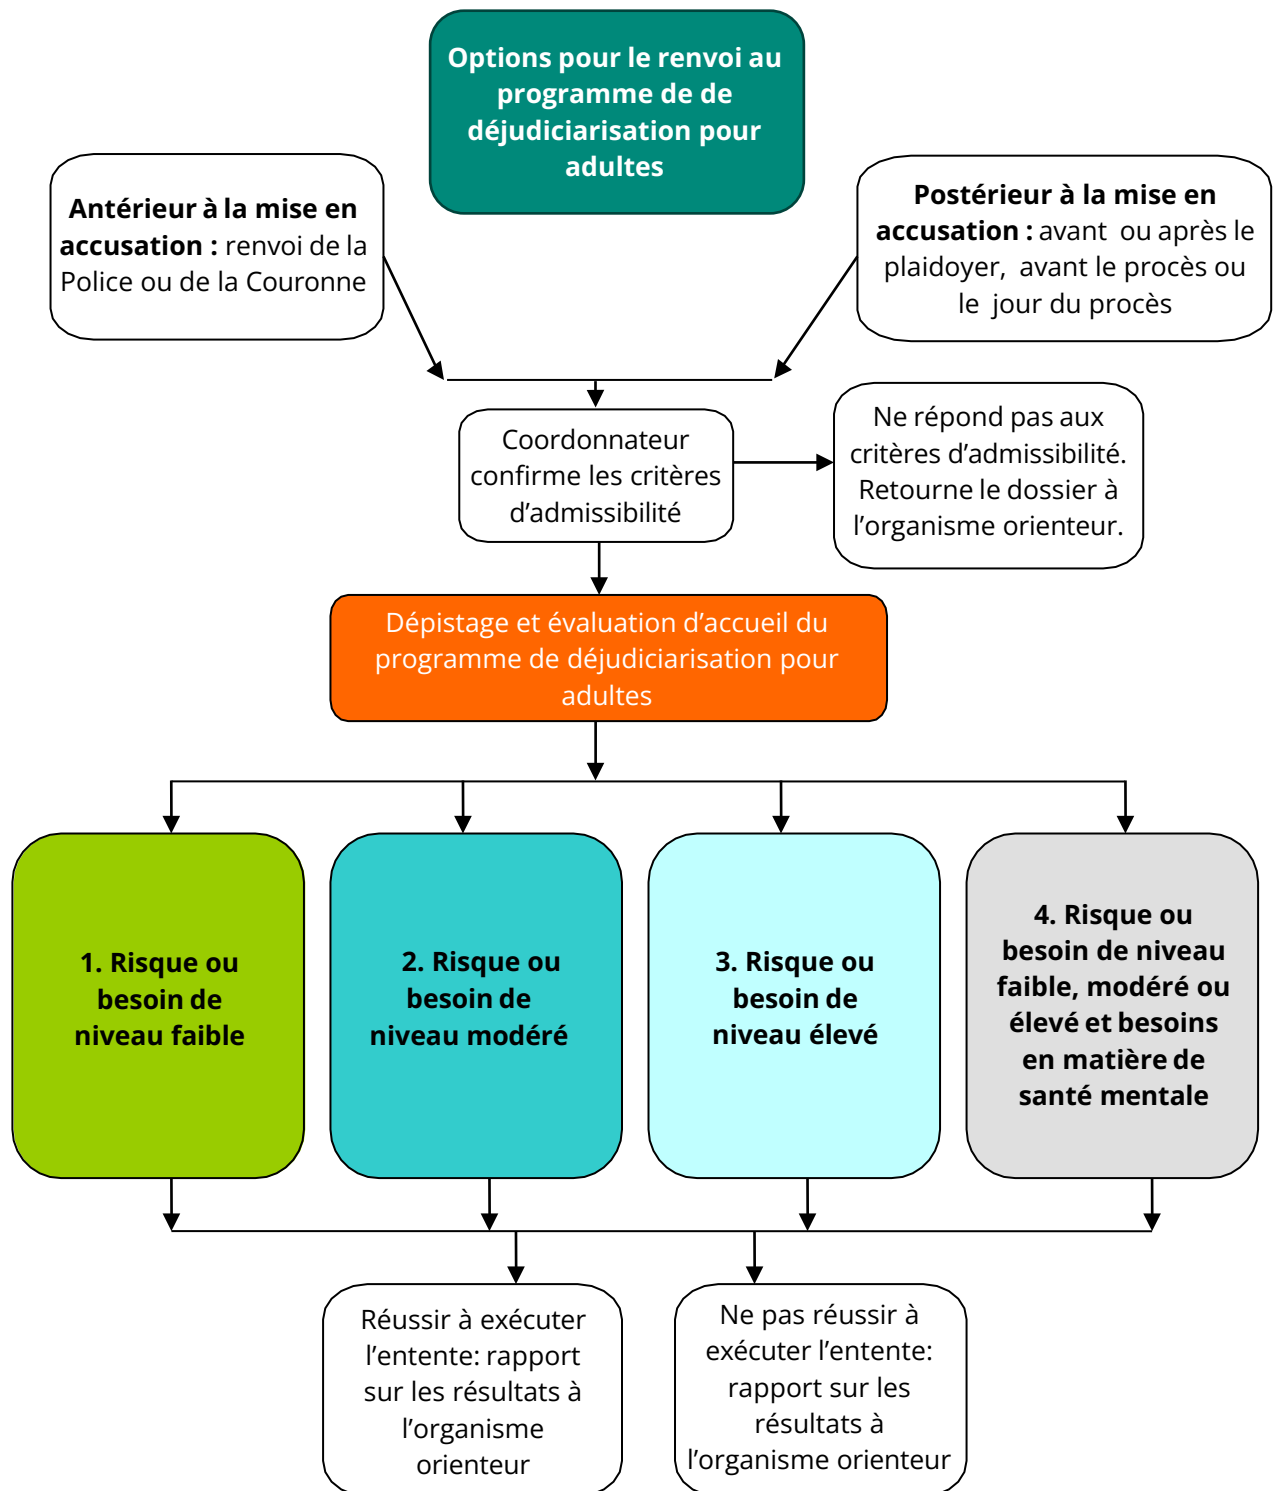 Options pour le renvoi au
programme de de
déjudiciarisation pour
adultes
Antérieur à la mise en
accusation : renvoi de la
Police ou de la Couronne
Postérieur à la mise en
accusation : avant ou après le
plaidoyer, avant le procès ou
le jour du procès
Coordonnateur
confirme les critères
d’admissibilité
Ne répond pas aux
critères d’admissibilité.
Retourne le dossier à
l’organisme orienteur.
Dépistage et évaluation d’accueil du
programme de déjudiciarisation pour
adultes
1. Risque ou
besoin de
niveau faible
2. Risque ou
besoin de
niveau modéré
3. Risque ou
besoin de
niveau élevé
4. Risque ou
besoin de niveau
faible, modéré ou
élevé et besoins
en matière de
santé mentale
Réussir à exécuter
l’entente: rapport
sur les résultats à
l’organisme
orienteur
Ne pas réussir à
exécuter l’entente:
rapport sur les
résultats à
l’organisme orienteur